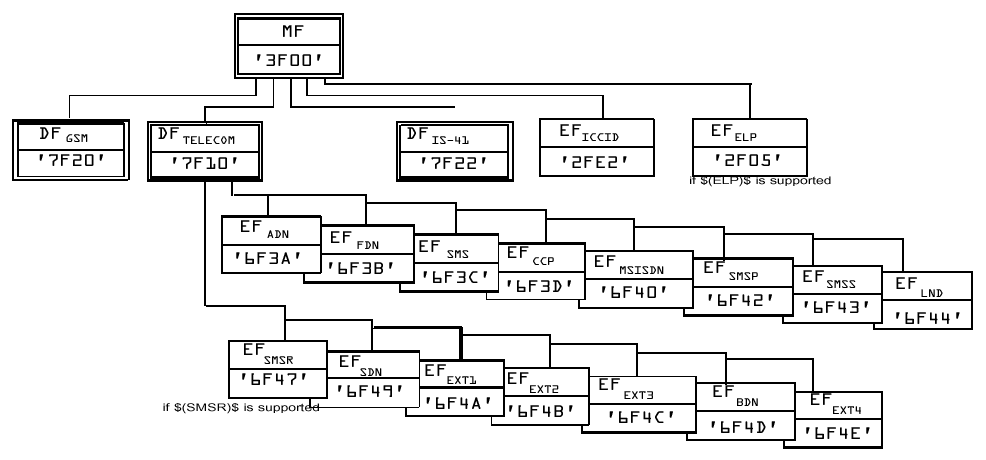 MF
'3F00'
DF GSM
'7F20'
DF TELECOM
'7F10'
DF IS-41
'7F22'
EF ICCID
'2FE2'
EF ELP
'2F05'
if $(ELP)$ is supported
EF ADN
'6F3A'
EF FDN
'6F3B'
EF SMS
'6F3C'
EF CCP
'6F3D'
EF MSISDN
'6F40'
EF SMSP
'6F42'
EF SMSS
'6F43'
EF LND
'6F44'
EF SMSR
'6F47'
if $(SMSR)$ is supported
EF SDN
'6F49'
EF EXT1
'6F4A'
EF EXT2
'6F4B'
EF EXT3
'6F4C'
EF BDN
'6F4D'
EF EXT4
'6F4E'